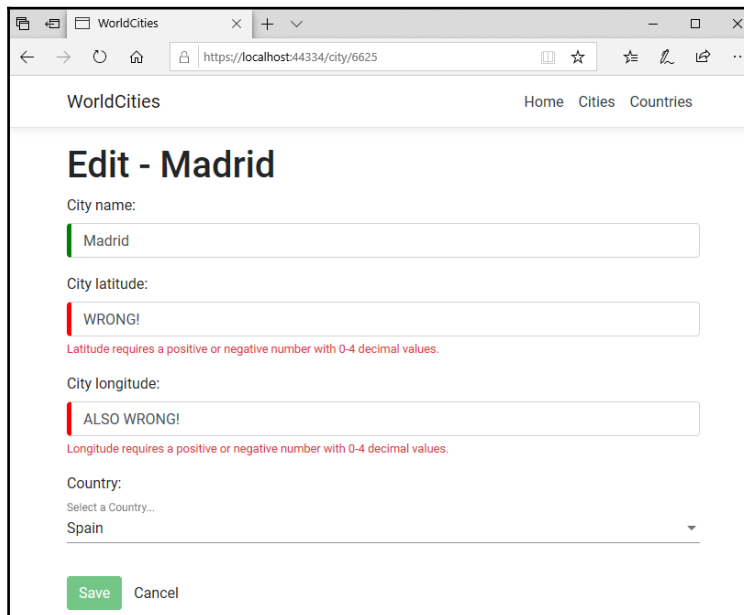 WorldCities
https://localhost:44334/city/6625
WorldCities Home Cities Countries
Edit - Madrid
City name:
Madrid
City latitude:
WRONG!
Latitude requires a positive or negative number with 0-4 decimal values.
City longitude:
ALSO WRONG!
Longitude requires a positive or negative number with 0-4 decimal values.
Country:
Select a Country...
Spain
Save Cancel